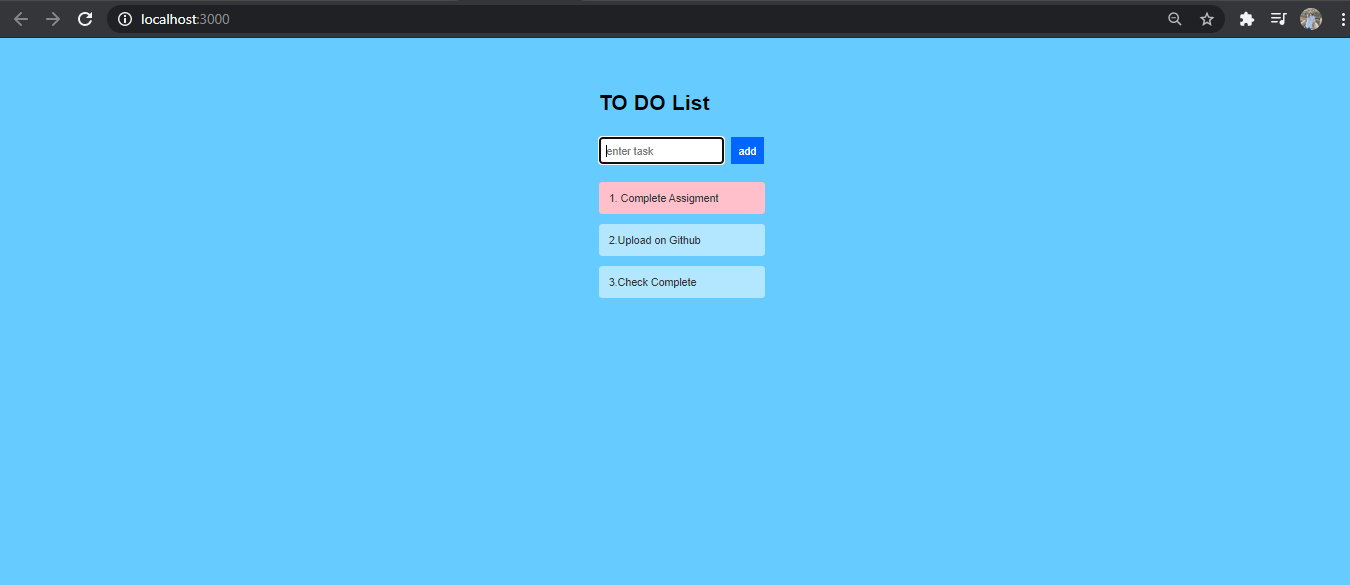 localhost:3000
TO DO List
enter task
add
1. Complete Assigment
2.Upload on Github
3.Check Complete